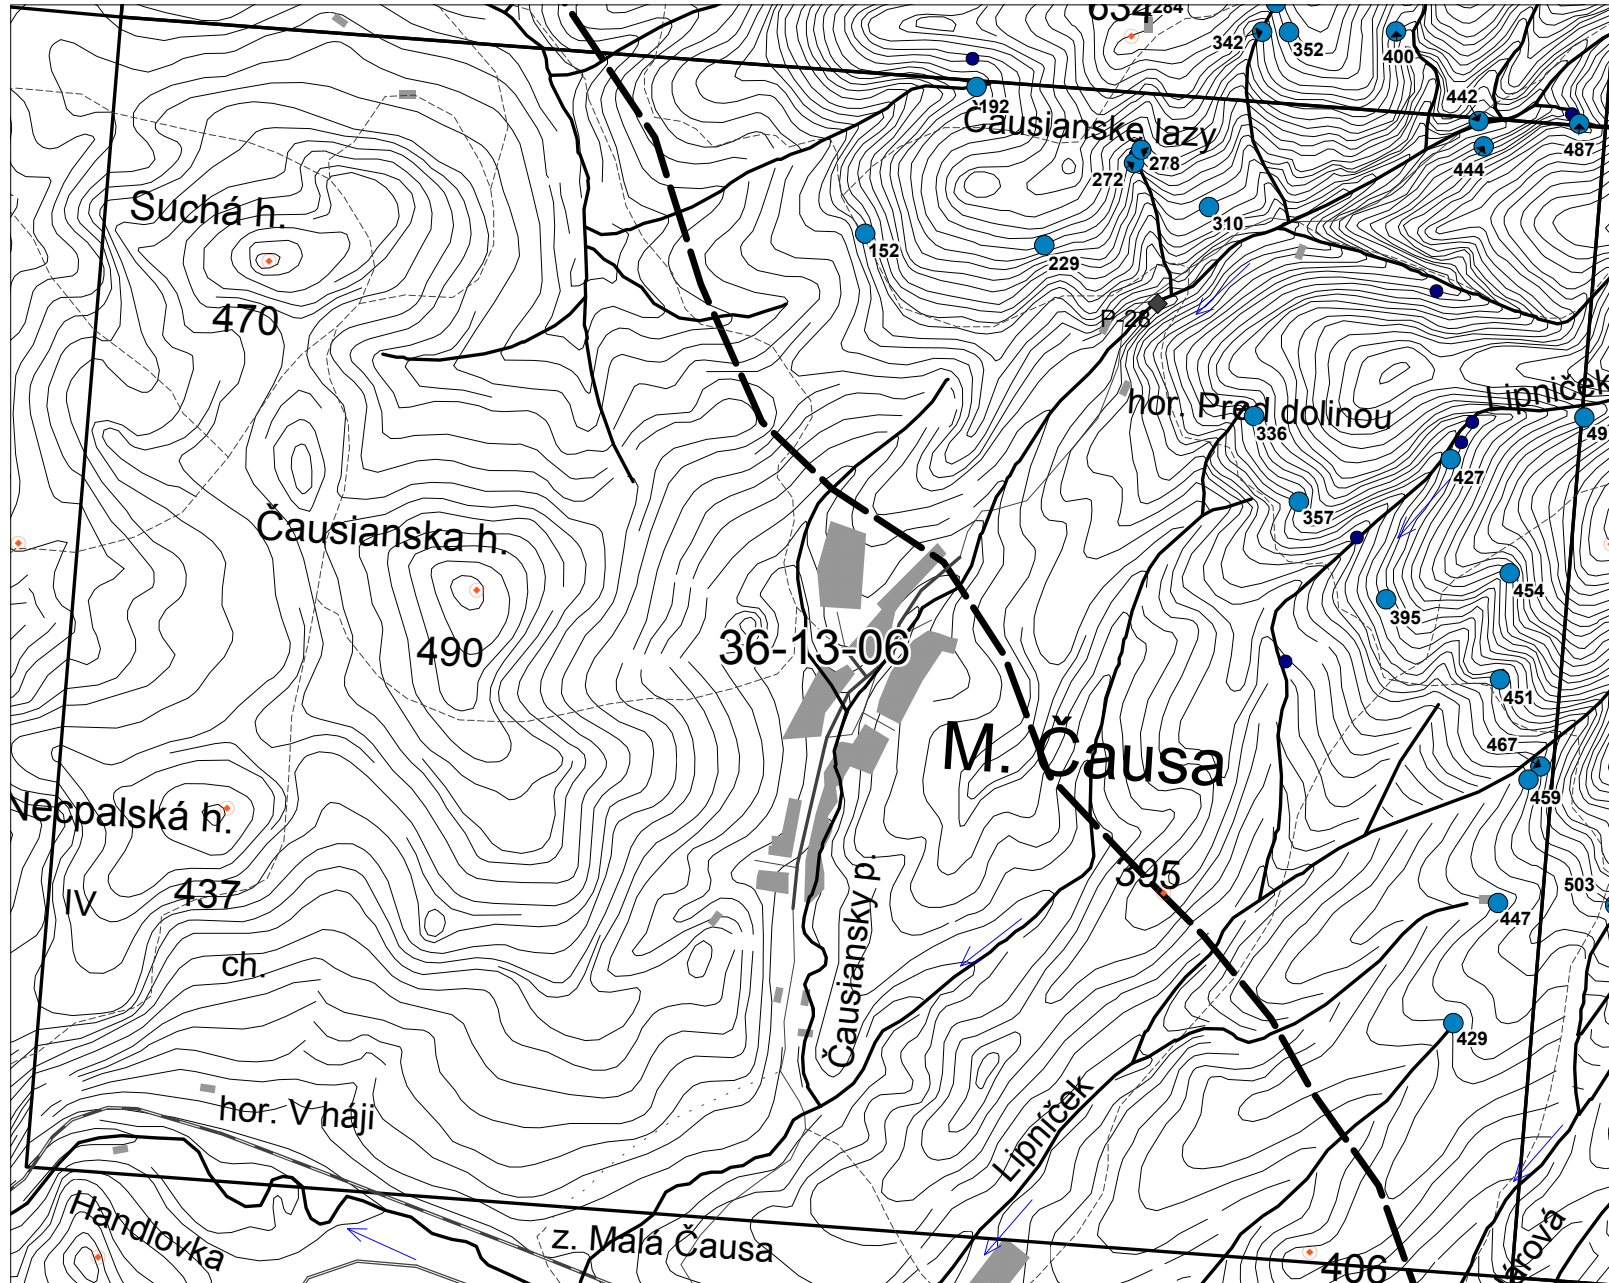 634
284
342
352
400
192
442
Čausianske lazy
487
278
444
272
Suchá h.
310
152
229
470
P-28
Lipníček
hor. Pred dolinou
336
49
427
357
Čausianska h.
454
395
490
36-13-06
451
M. Čausa
467
459
Necpalská h.
395
437
IV
503
447
ch.
Čausiansky p.
429
hor. V háji
Lipníček
Handlovka
z. Malá Čausa
406
árová